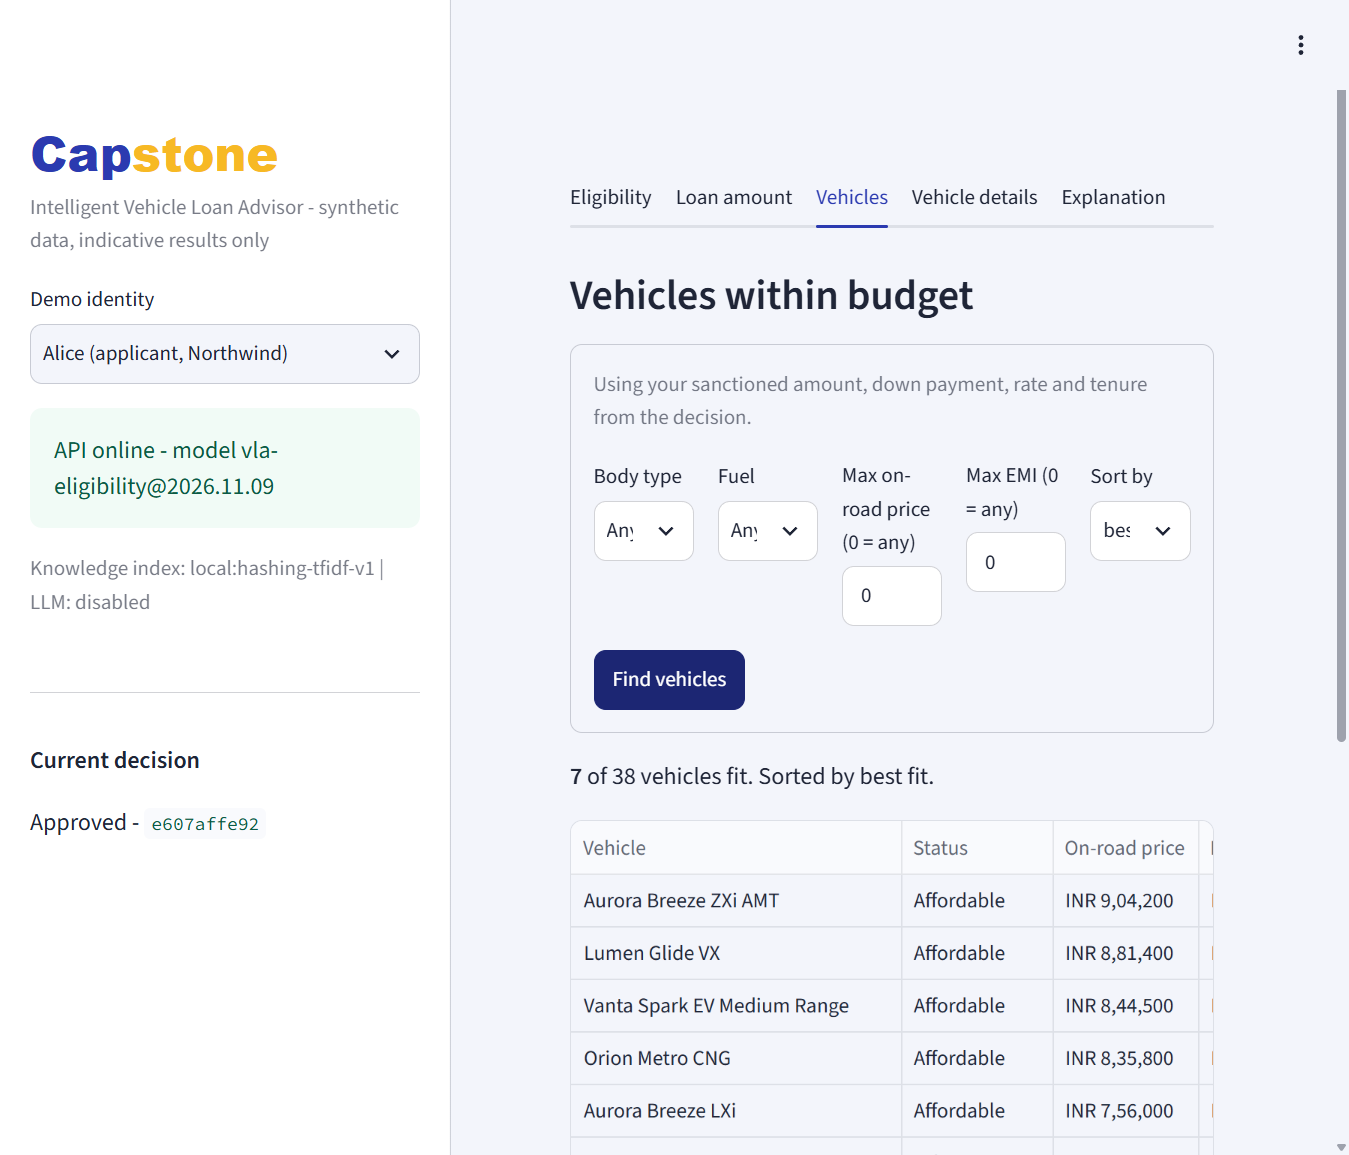 Capstone
Intelligent Vehicle Loan Advisor - synthetic
data, indicative results only
Demo identity
Alice (applicant, Northwind)
API online - model vla-
eligibility@2026.11.09
Knowledge index: local:hashing-tfidf-v1 |
LLM: disabled
Current decision
Approved - e607affe92
Eligibility Loan amount Vehicles Vehicle details Explanation
Vehicles within budget
Using your sanctioned amount, down payment, rate and tenure
from the decision.
Body type
Any
Fuel
Any
Max on-
road price
(0 = any)
0
Max EMI (0
= any)
0
Sort by
bes
Find vehicles
7 of 38 vehicles fit. Sorted by best fit.
Vehicle Status On-road price
Aurora Breeze ZXi AMT Affordable INR 9,04,200
Lumen Glide VX Affordable INR 8,81,400
Vanta Spark EV Medium Range Affordable INR 8,44,500
Orion Metro CNG Affordable INR 8,35,800
Aurora Breeze LXi Affordable INR 7,56,000